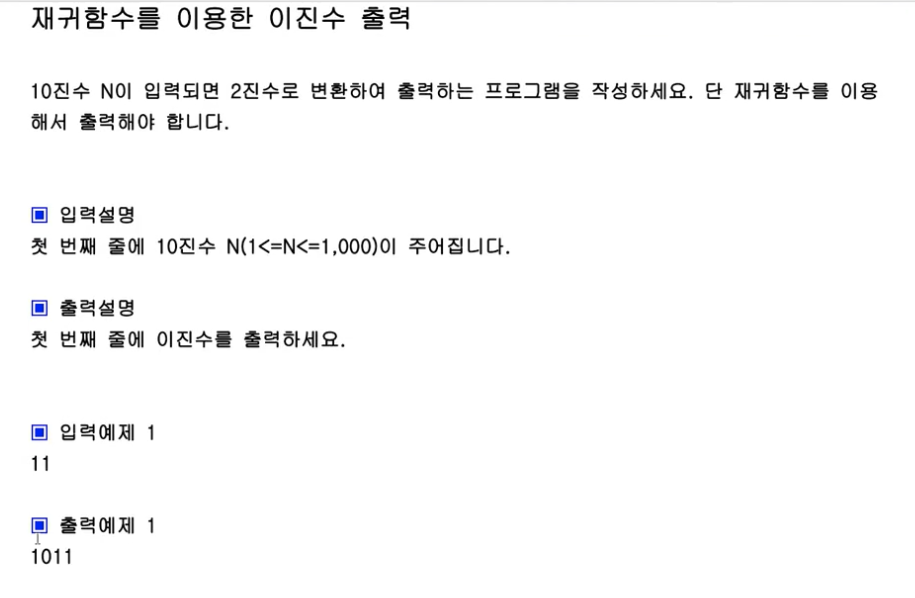 재귀함수를 이용한 이진수 출력
10진수 N이 입력되면 2진수로 변환하여 출력하는 프로그램을 작성하세요. 단 재귀함수를 이용
해서 출력해야 합니다.
▣ 입력설명
첫 번째 줄에 10진수 N(1<=N<=1,000)이 주어집니다.
▣ 출력설명
첫 번째 줄에 이진수를 출력하세요.
▣ 입력예제 1
11
▣ 출력예제 1
1011